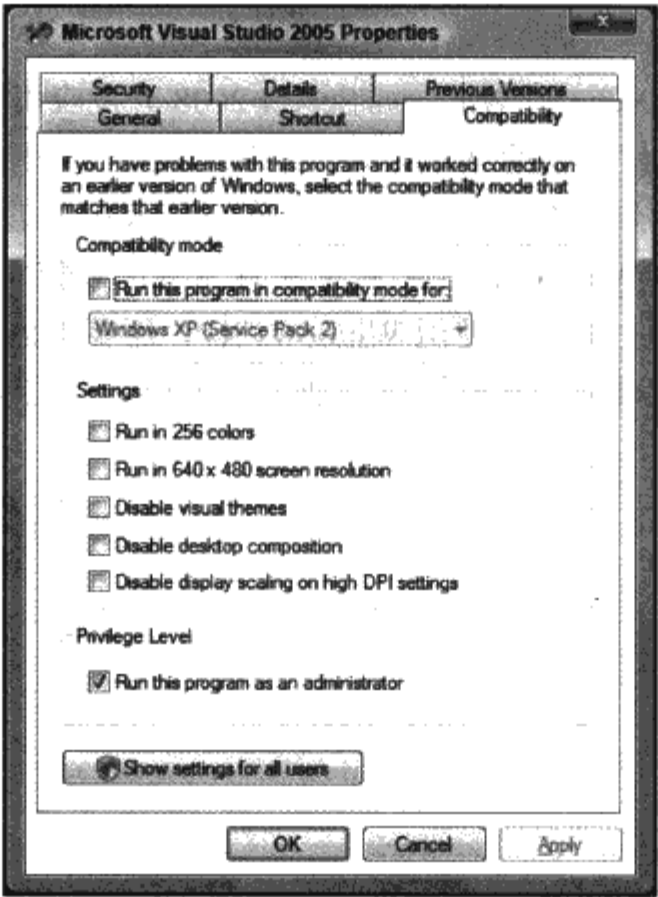 Microsoft Visual Studio 2005 Properties
Security Details Previous Versions
General Shortcut Compatibility
If you have problems with this program and it worked correctly on
an earlier version of Windows, select the compatibility mode that
matches that earlier version.
Compatibility mode
Run this program in compatibility mode for:
Windows XP (Service Pack 2)
Settings
Run in 256 colors
Run in 640 x 480 screen resolution
Disable visual themes
Disable desktop composition
Disable display scaling on high DPI settings
Privilege Level
Run this program as an administrator
Show settings for all users
OK Cancel Apply